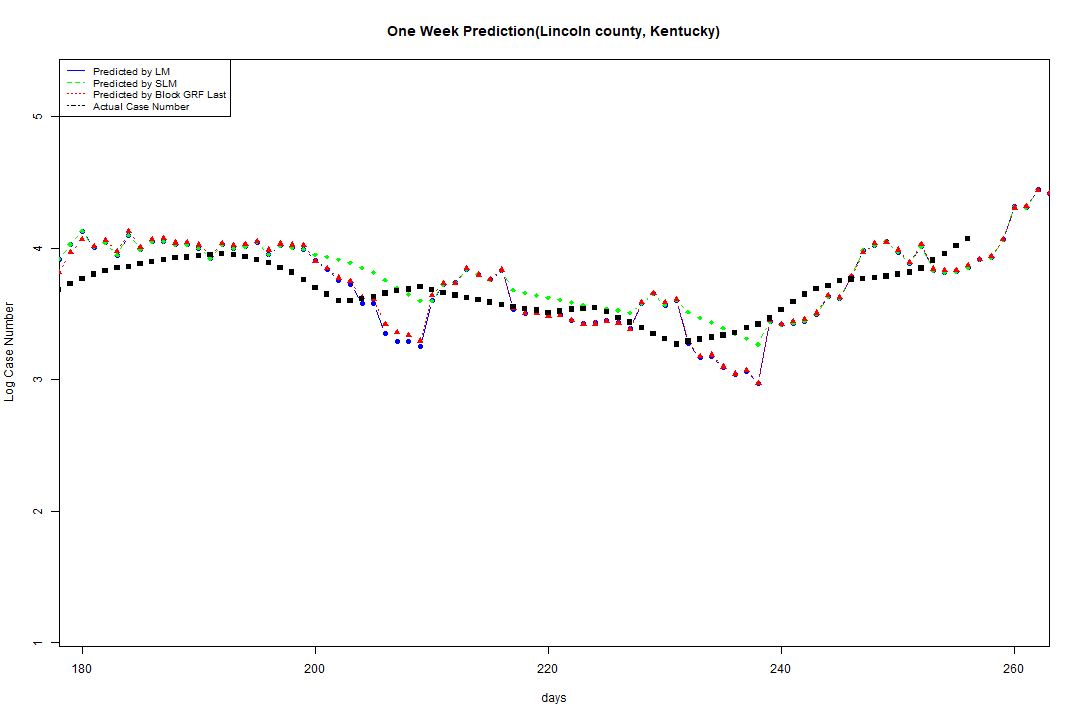 One Week Prediction(Lincoln county, Kentucky)
Predicted by LM
Predicted by SLM
Predicted by Block GRF Last
Actual Case Number
5
4
3
2
1
Log Case Number
180 200 220 240 260
days